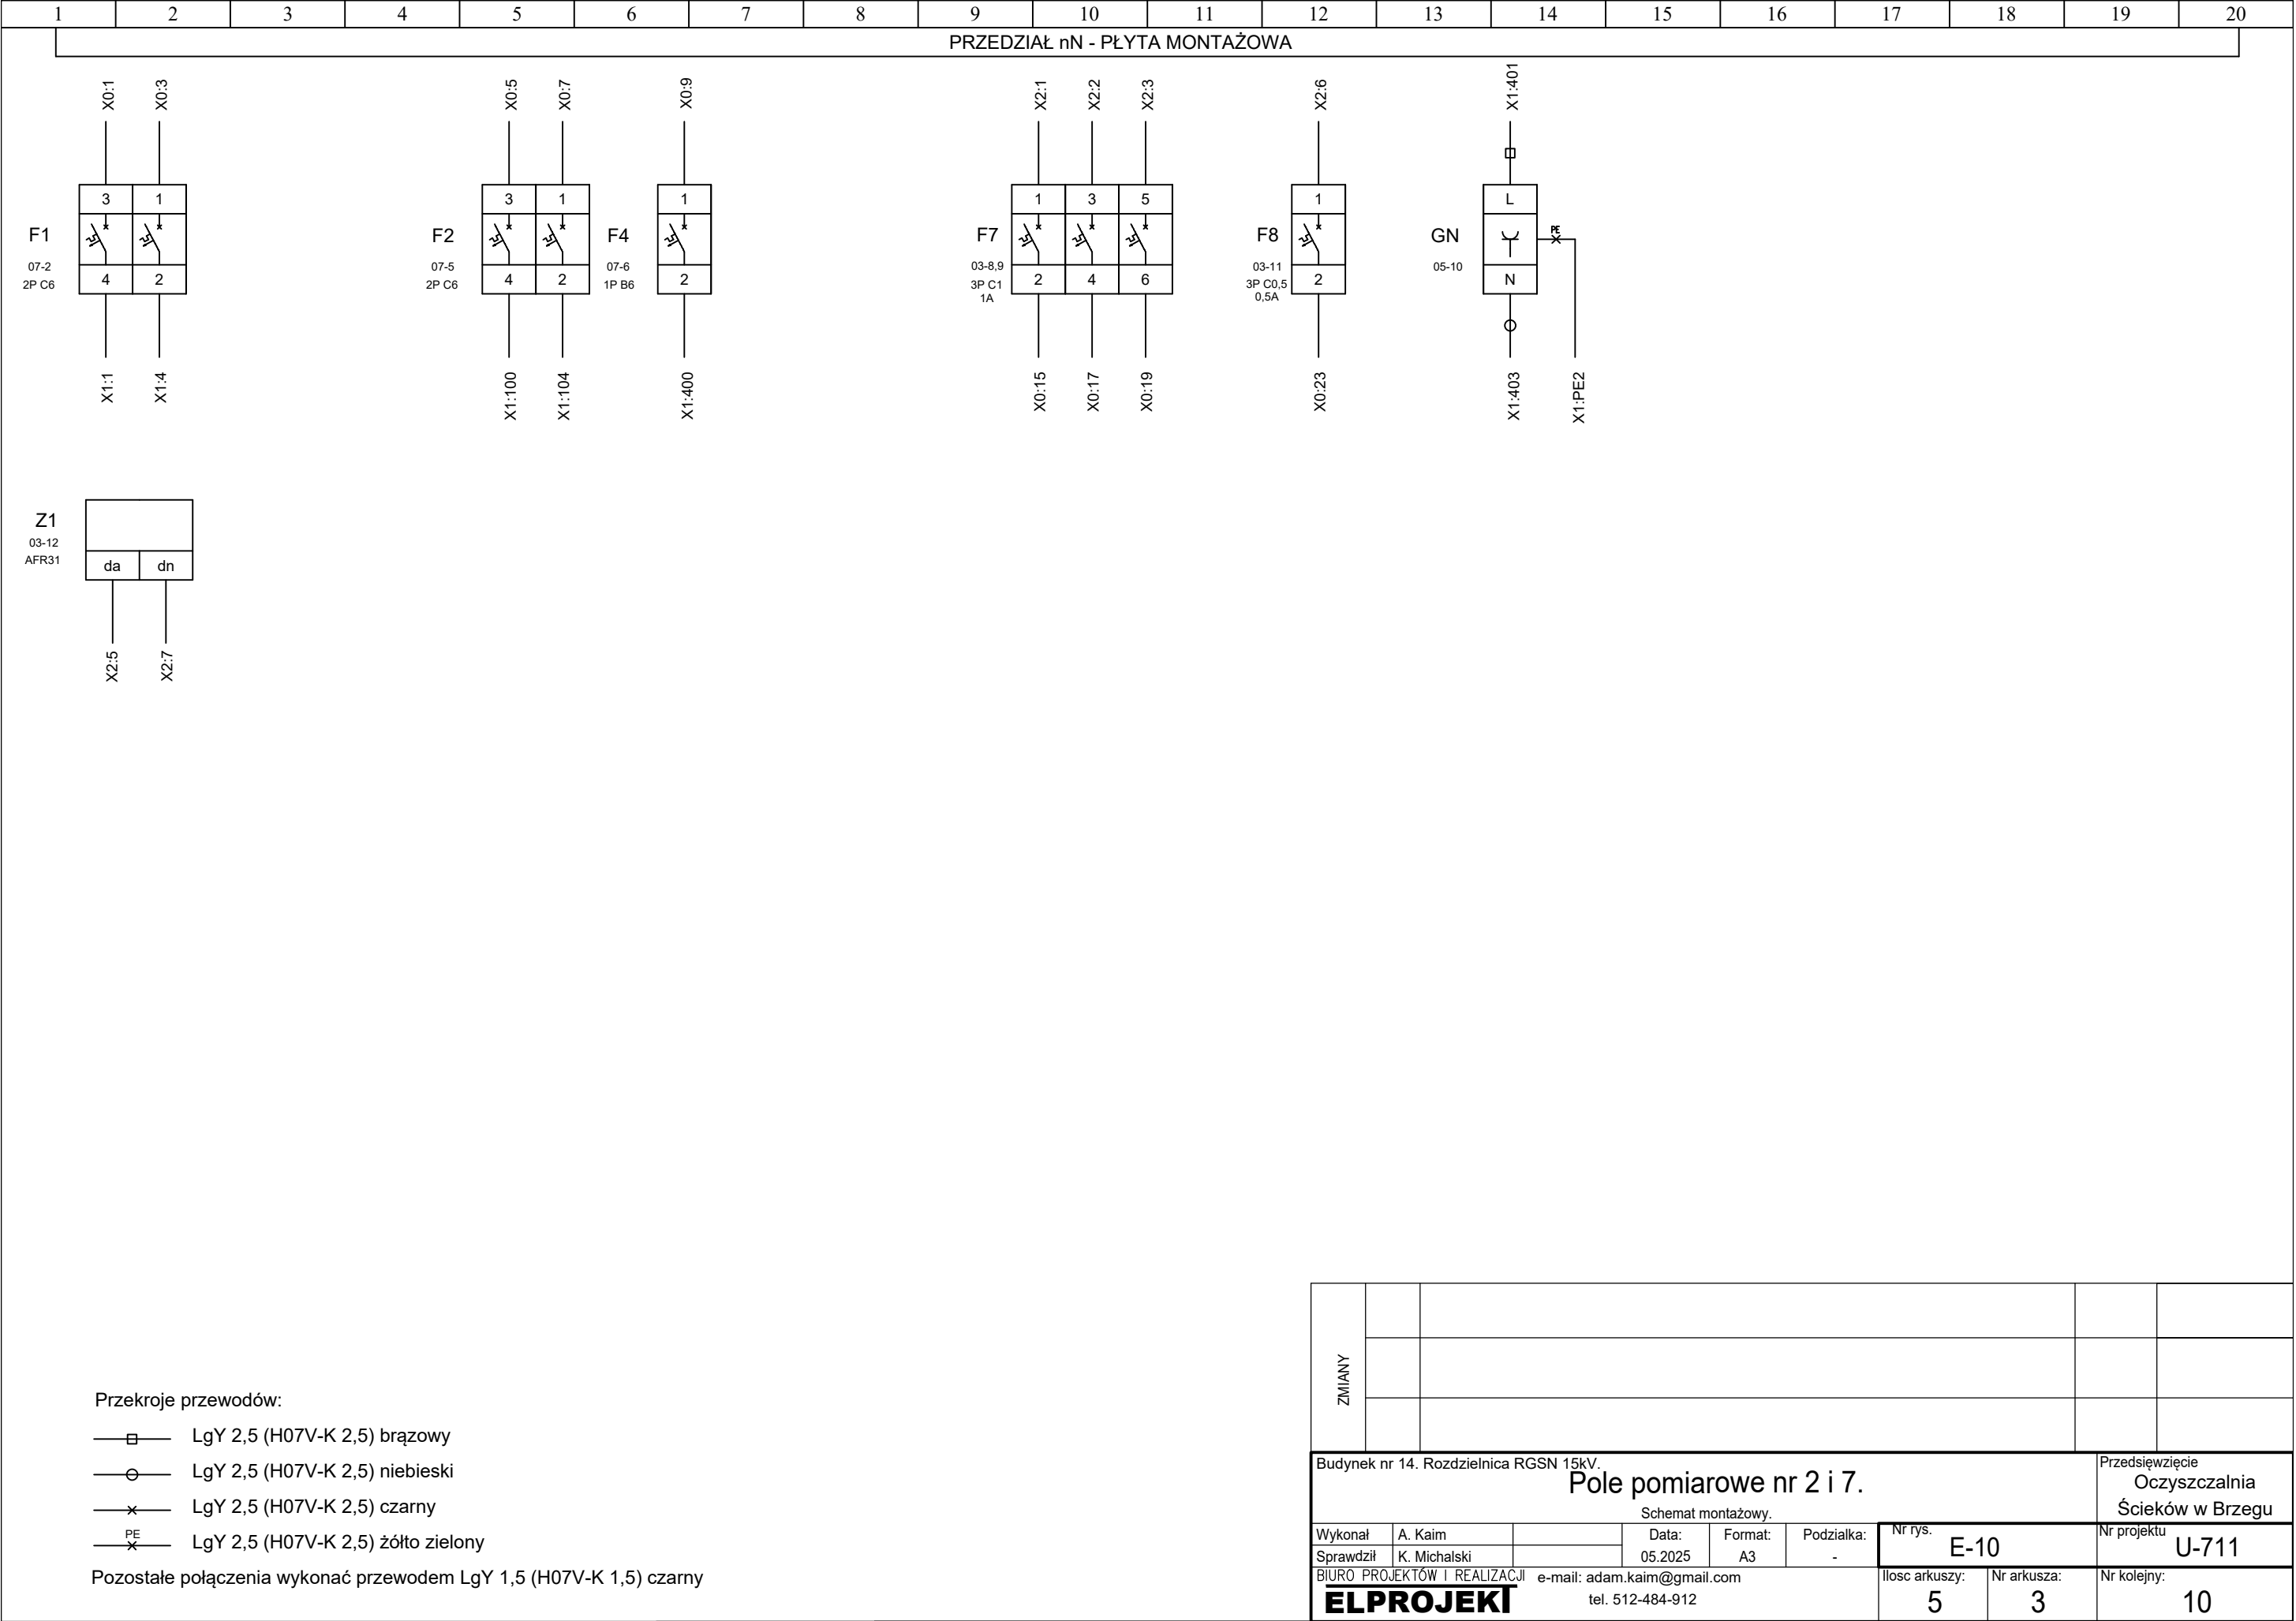 1 2 3 4 5 6 7 8 9 10 11 12 13 14 15 16 17 18 19 20
PRZEDZIAŁ nN - PŁYTA MONTAŻOWA
X0:1 X0:3 X0:5 X0:7 X0:9 X2:1 X2:2 X2:3 X2:6 X1:401
3 1 3 1 1 1 3 5 1 L
F1 F2 F4 F7 F8 GN PE
07-2 07-5 07-6 03-8,9 03-11 05-10
2P C6 2P C6 1P B6 3P C1 3P C0,5
1A 0,5A
4 2 4 2 2 2 4 6 2 N
X1:1 X1:4 X1:100 X1:104 X1:400 X0:15 X0:17 X0:19 X0:23 X1:403 X1:PE2
Z1
03-12
AFR31
da dn
X2:5 X2:7
Przekroje przewodów:
LgY 2,5 (H07V-K 2,5) brązowy
LgY 2,5 (H07V-K 2,5) niebieski
LgY 2,5 (H07V-K 2,5) czarny
PE LgY 2,5 (H07V-K 2,5) żółto zielony
Pozostałe połączenia wykonać przewodem LgY 1,5 (H07V-K 1,5) czarny
ZMIANY
Budynek nr 14. Rozdzielnica RGSN 15kV.
Pole pomiarowe nr 2 i 7.
Schemat montażowy.
Przedsięwzięcie
Oczyszczalnia
Ścieków w Brzegu
Wykonał A. Kaim Data: Format: Podzialka: Nr rys. Nr projektu
Sprawdził K. Michalski 05.2025 A3 - E-10 U-711
BIURO PROJEKTÓW I REALIZACJI e-mail: adam.kaim@gmail.com Ilosc arkuszy: Nr arkusza: Nr kolejny:
ELPROJEKT tel. 512-484-912 5 3 10